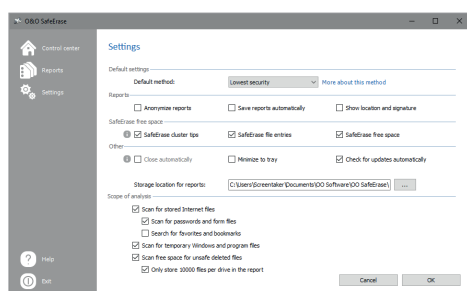 O&O SafeErase
Control center
Reports
Settings
Help
Exit
Settings
Default settings
Default method:
Lowest security
More about this method
Reports
Anonymize reports
Save reports automatically
Show location and signature
SafeErase free space
SafeErase cluster tips
SafeErase file entries
SafeErase free space
Other
Close automatically
Minimize to tray
Check for updates automatically
Storage location for reports:
C:\Users\Screentaker\Documents\OO Software\OO SafeErase\
...
Scope of analysis
Scan for stored Internet files
Scan for passwords and form files
Search for favorites and bookmarks
Scan for temporary Windows and program files
Scan free space for unsafe deleted files
Only store 10000 files per drive in the report
Cancel
OK